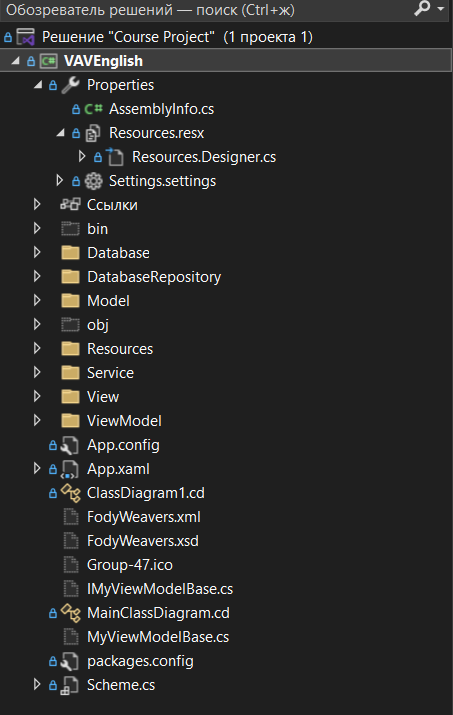 Обозреватель решений — поиск (Ctrl+ж)
Решение "Course Project" (1 проекта 1)
VAVEnglish
Properties
C# AssemblyInfo.cs
Resources.resx
Resources.Designer.cs
Settings.settings
Ссылки
bin
Database
DatabaseRepository
Model
obj
Resources
Service
View
ViewModel
App.config
App.xaml
ClassDiagram1.cd
FodyWeavers.xml
FodyWeavers.xsd
Group-47.ico
IMyViewModelBase.cs
MainClassDiagram.cd
MyViewModelBase.cs
packages.config
Scheme.cs